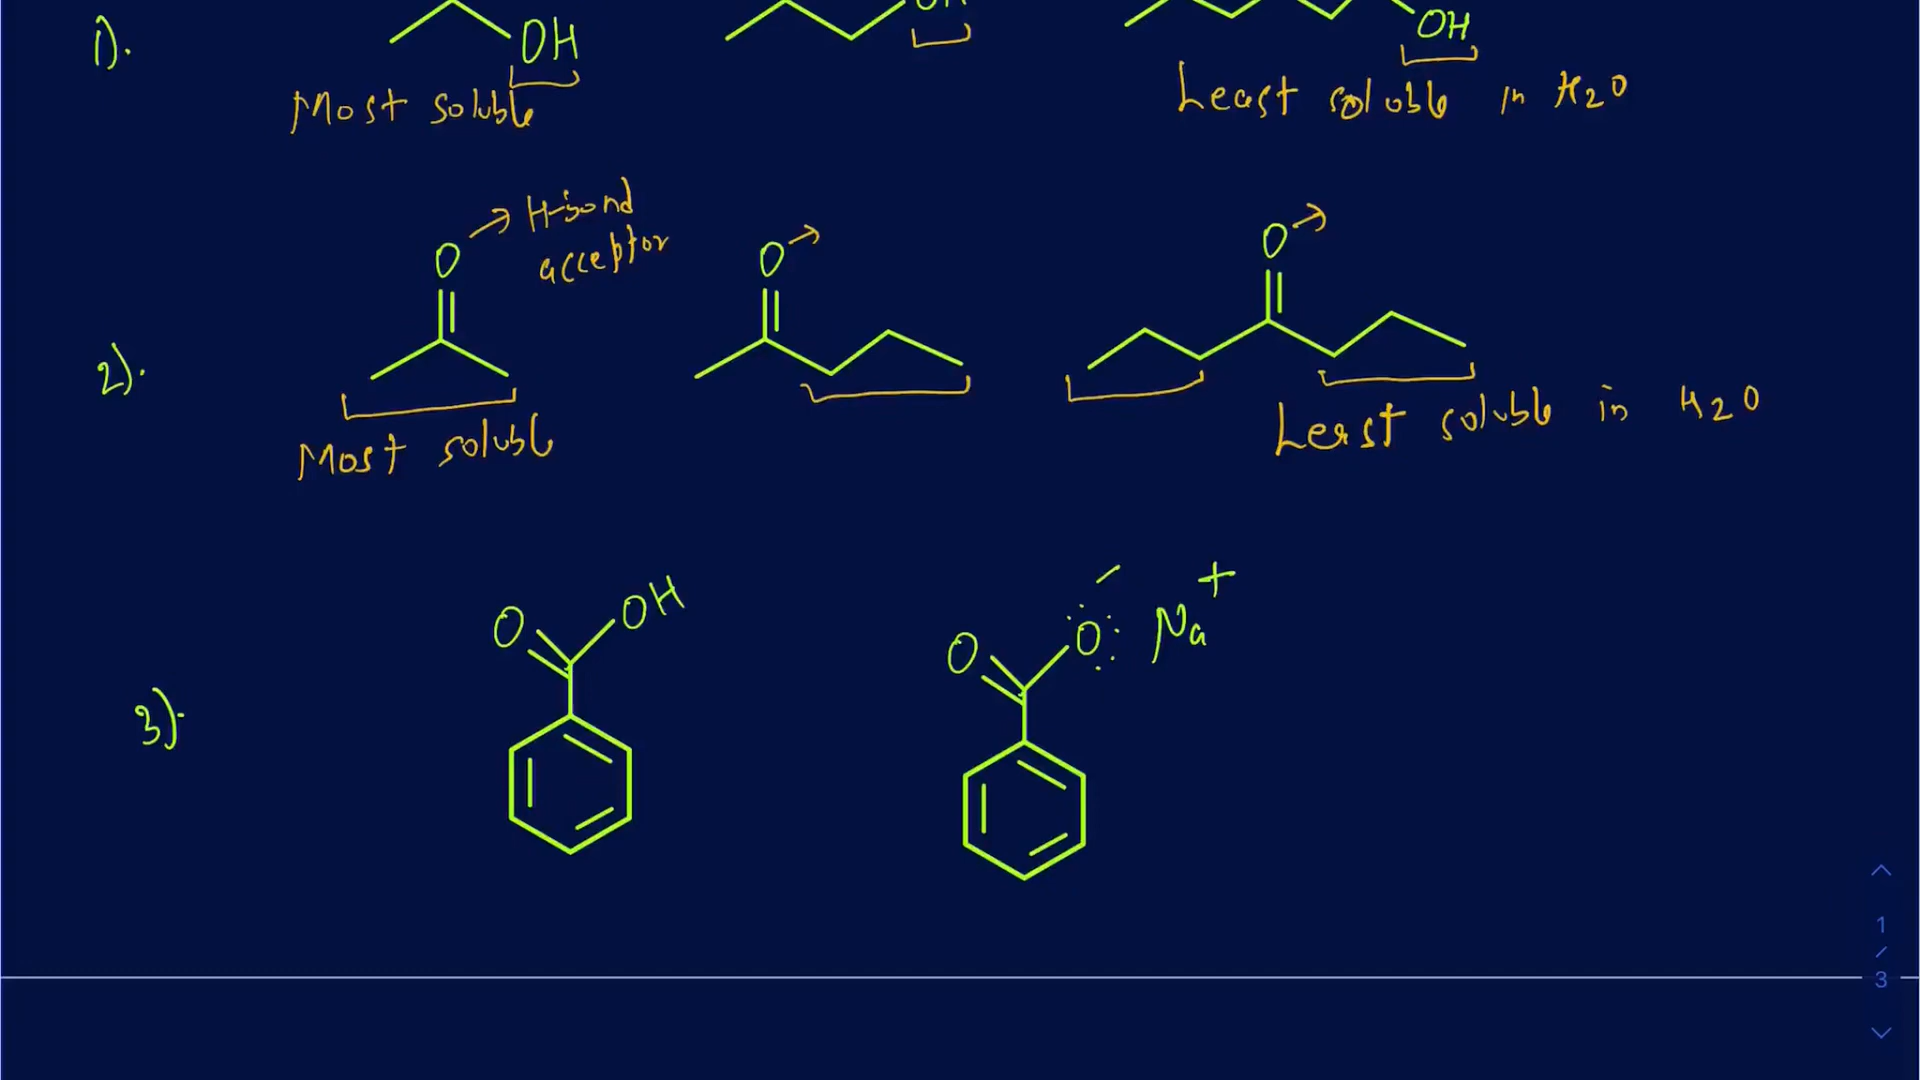 1).
OH
OH
OH
Most soluble
Least soluble in H2O
O → H-bond
acceptor
O →
O →
2).
Most soluble
Least soluble in H2O
3).
O
OH
O
O
−
Na +
1
/
3